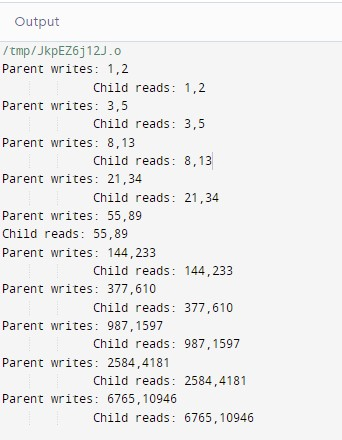 Output
/tmp/JkpEZ6j12J.o
Parent writes: 1,2
Child reads: 1,2
Parent writes: 3,5
Child reads: 3,5
Parent writes: 8,13
Child reads: 8,13
Parent writes: 21,34
Child reads: 21,34
Parent writes: 55,89
Child reads: 55,89
Parent writes: 144,233
Child reads: 144,233
Parent writes: 377,610
Child reads: 377,610
Parent writes: 987,1597
Child reads: 987,1597
Parent writes: 2584,4181
Child reads: 2584,4181
Parent writes: 6765,10946
Child reads: 6765,10946